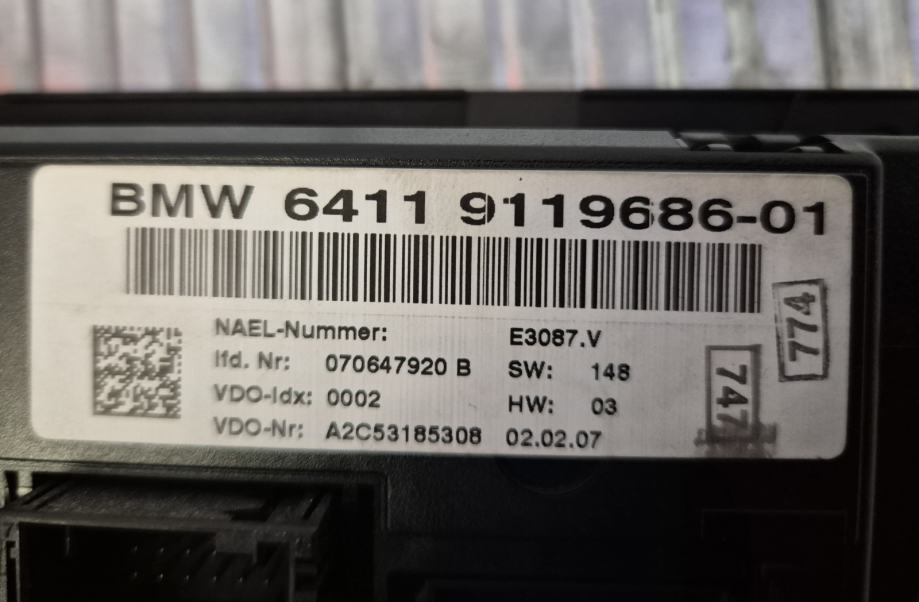 BMW 6411 9119686-01
NAEL-Nummer: E3087.V
lfd. Nr: 070647920 B SW: 148
VDO-Idx: 0002 HW: 03
VDO-Nr: A2C53185308 02.02.07
774
747